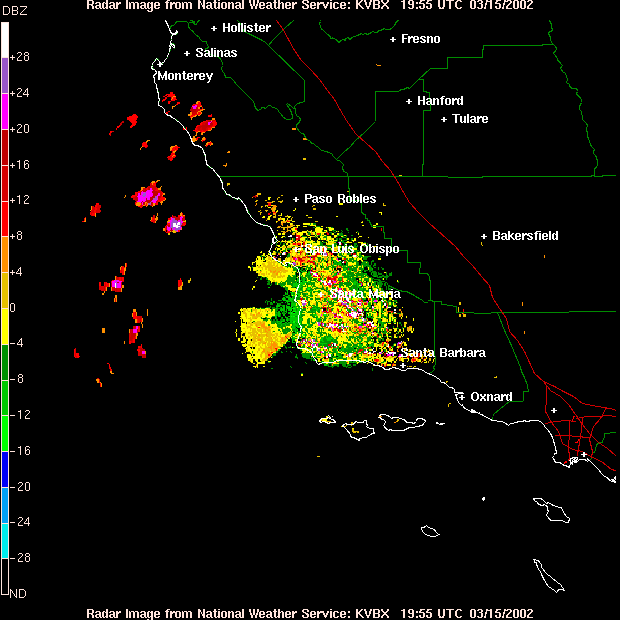 DBZ
Radar Image from National Weather Service: KVBX 19:55 UTC 03/15/2002
Hollister
Fresno
Salinas
+28
Monterey
+24
Hanford
Tulare
+20
+16
+12
Paso Robles
+8
Bakersfield
San Luis Obispo
+4
Santa Maria
0
-4
Santa Barbara
-8
Oxnard
-12
-16
-20
-24
-28
ND
Radar Image from National Weather Service: KVBX 19:55 UTC 03/15/2002